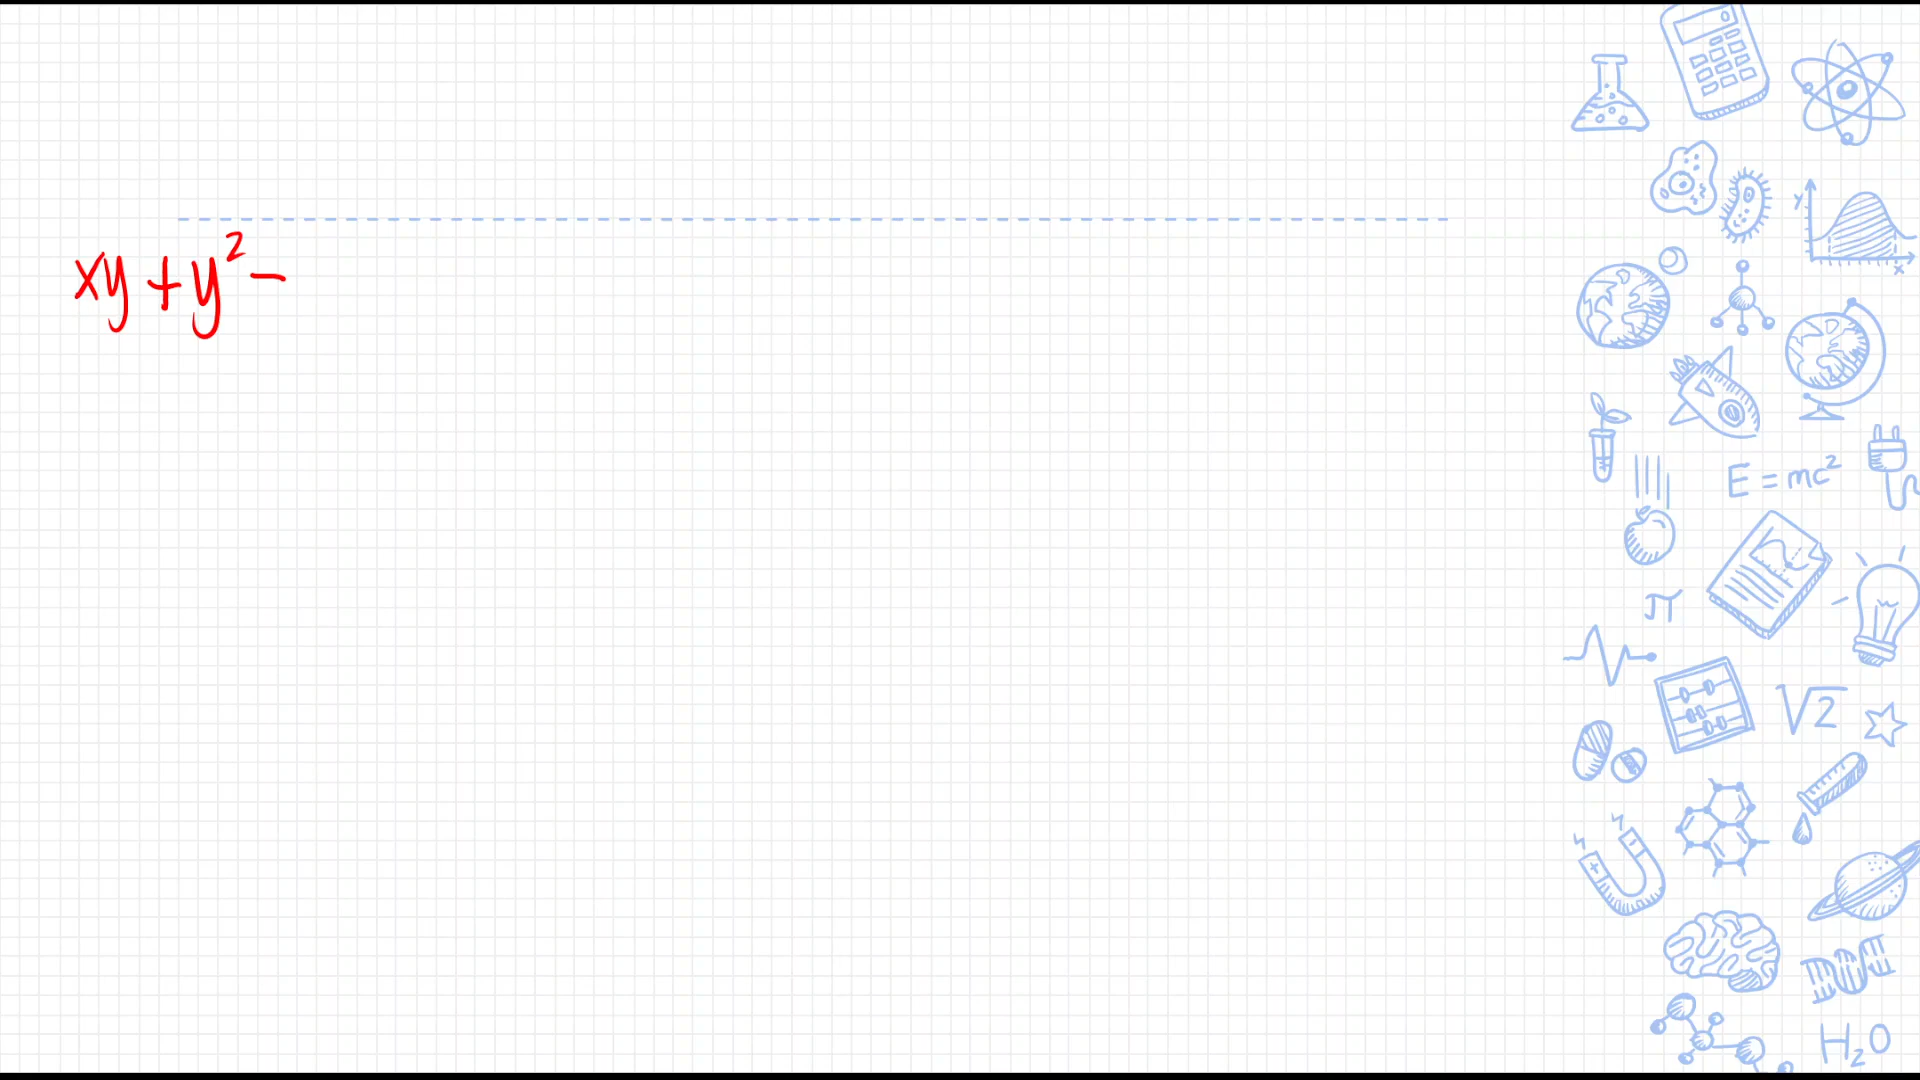 xy + y² −
E = mc²
π
√2
H₂O
y
x